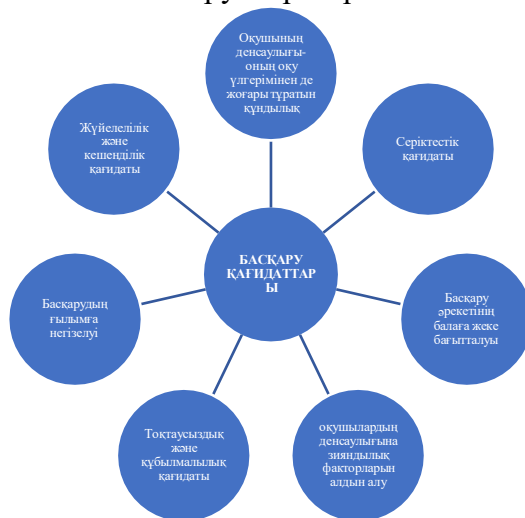 Оқушының
денсаулығы-
оның оқу
үлгерімінен де
жоғары тұратын
құндылық
Серіктестік
қағидаты
Басқару
әрекетінің
балаға жеке
бағытталуы
оқушылардың
денсаулығына
зияндылық
факторларын
алдын алу
Тоқтаусыздық
және
құбылмалылық
қағидаты
Басқарудың
ғылымға
негізелуі
Жүйелелілік
және
кешенділік
қағидаты
БАСҚАРУ
ҚАҒИДАТТАР
Ы